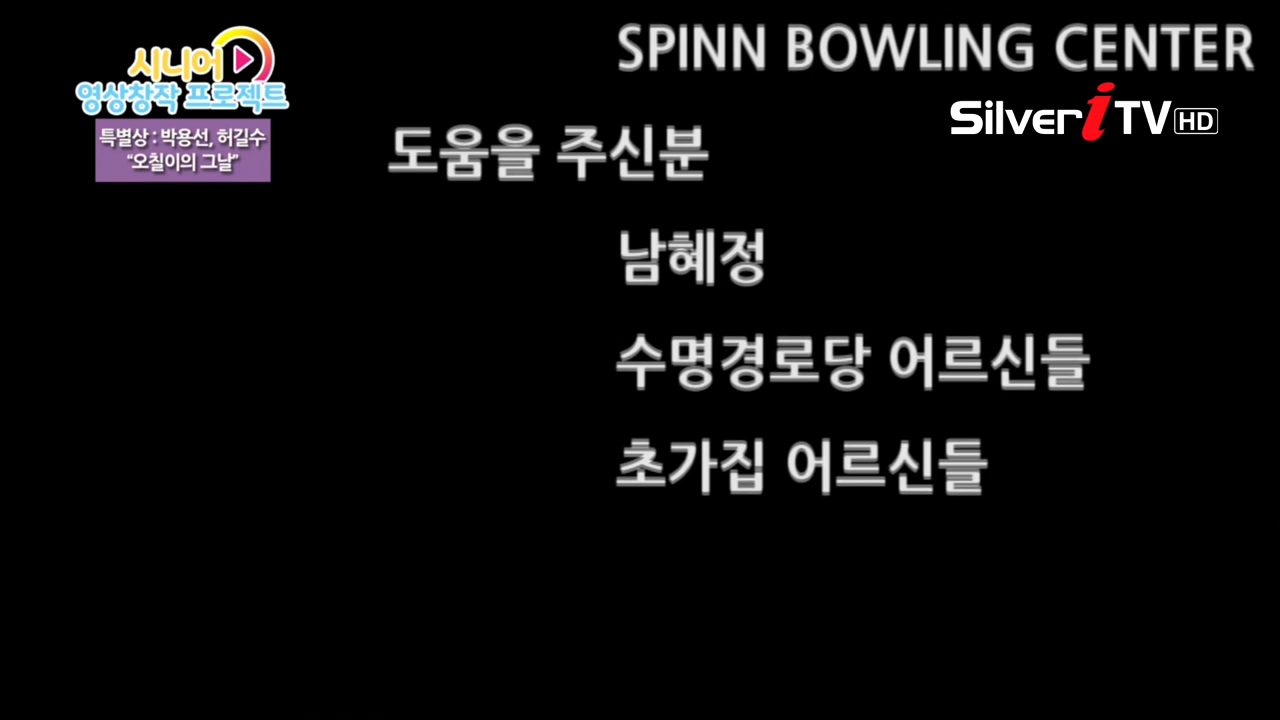 SPINN BOWLING CENTER
시니어
영상창작 프로젝트
특별상 : 박용선, 허길수
“오칠이의 그날”
Silver i TV HD
도움을 주신분
남혜정
수명경로당 어르신들
초가집 어르신들